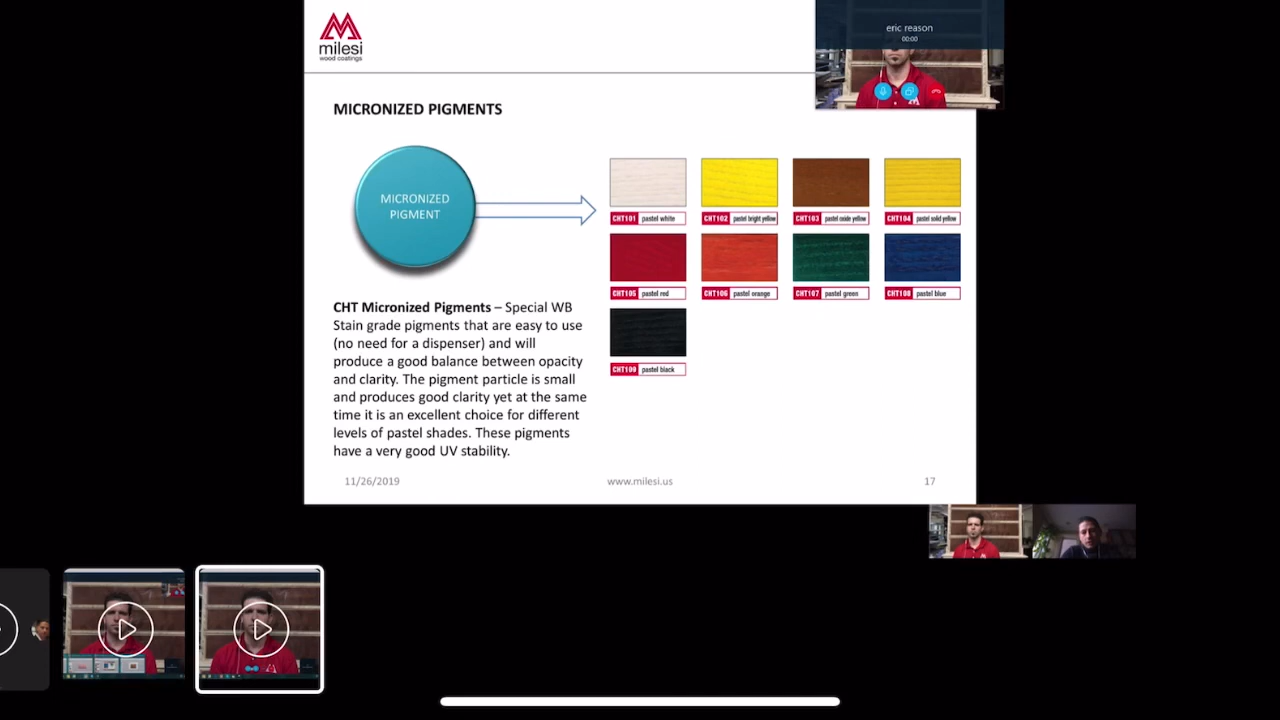 milesi
wood coatings
eric reason
00:00
MICRONIZED PIGMENTS
MICRONIZED
PIGMENT
CHT101 pastel white
CHT102 pastel bright yellow
CHT103 pastel oxide yellow
CHT104 pastel solid yellow
CHT105 pastel red
CHT106 pastel orange
CHT107 pastel green
CHT108 pastel blue
CHT109 pastel black
CHT Micronized Pigments – Special WB
Stain grade pigments that are easy to use
(no need for a dispenser) and will
produce a good balance between opacity
and clarity. The pigment particle is small
and produces good clarity yet at the same
time it is an excellent choice for different
levels of pastel shades. These pigments
have a very good UV stability.
11/26/2019
www.milesi.us
17